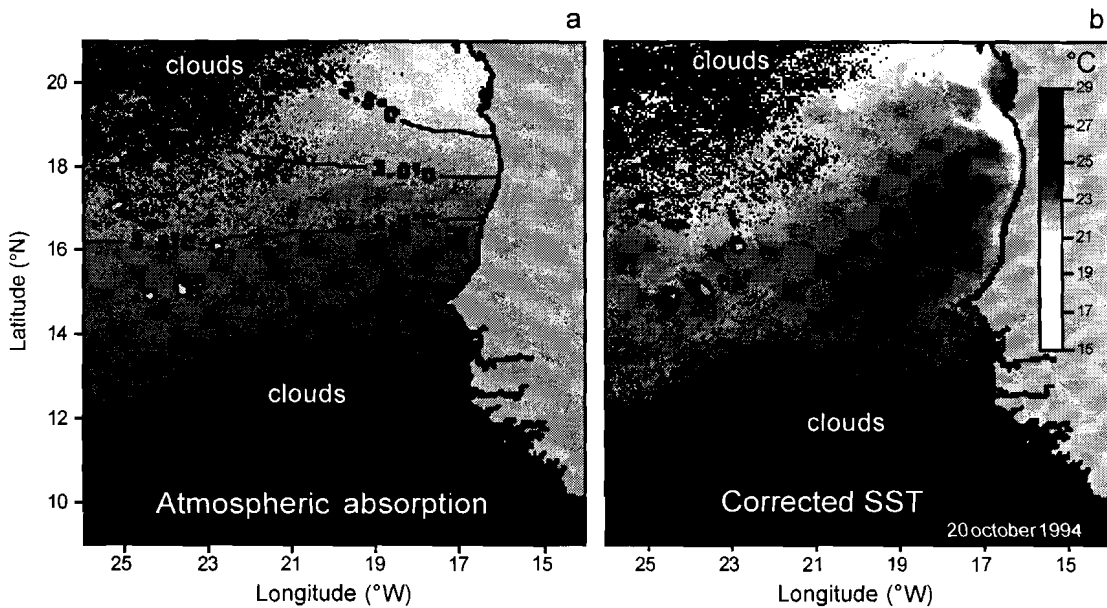 a
b
clouds
clouds
°C
29
27
25
23
21
19
17
15
20
18
16
14
12
10
Latitude (°N)
clouds
clouds
Atmospheric absorption
Corrected SST
20 october 1994
25 23 21 19 17 15
25 23 21 19 17 15
Longitude (°W)
Longitude (°W)